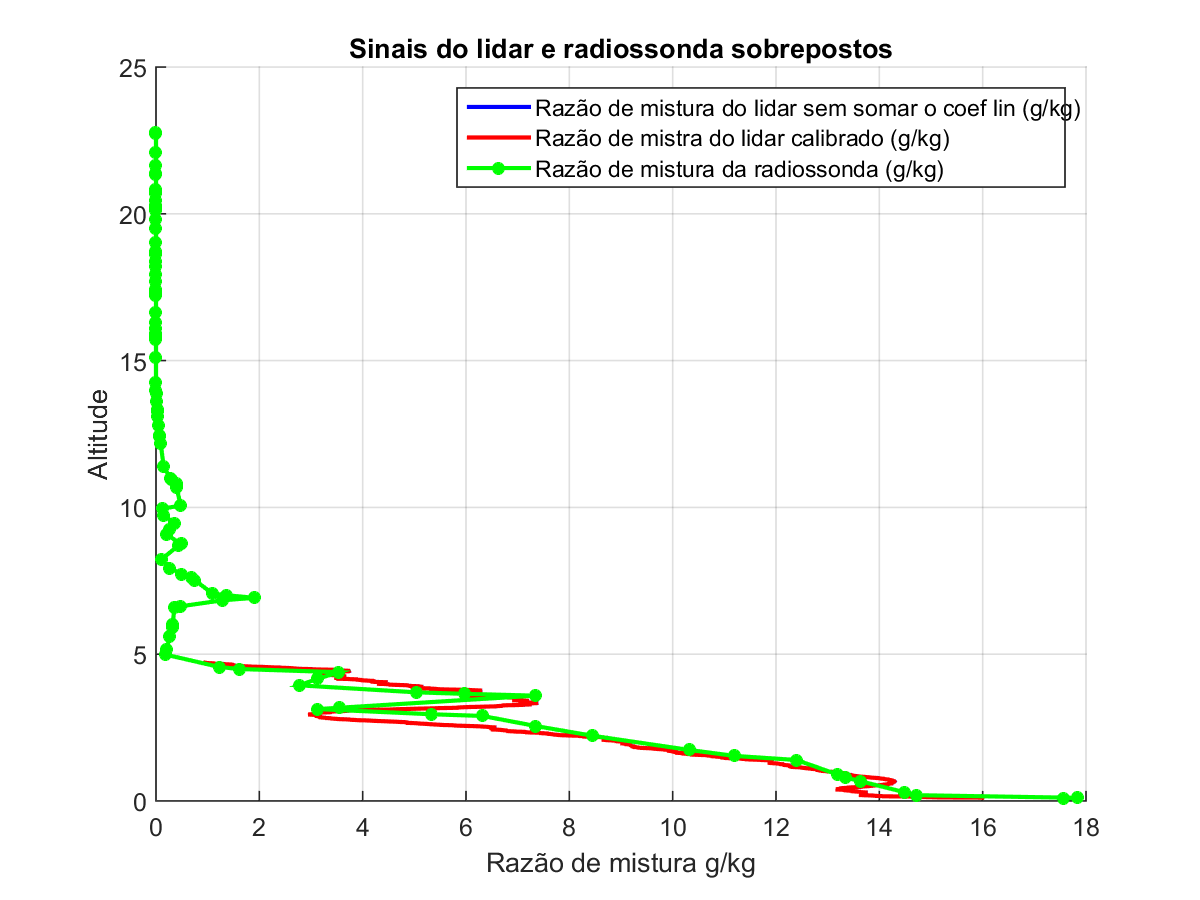 Sinais do lidar e radiossonda sobrepostos
Razão de mistura do lidar sem somar o coef lin (g/kg)
Razão de mistra do lidar calibrado (g/kg)
Razão de mistura da radiossonda (g/kg)
Altitude
25
20
15
10
5
0
0 2 4 6 8 10 12 14 16 18
Razão de mistura g/kg